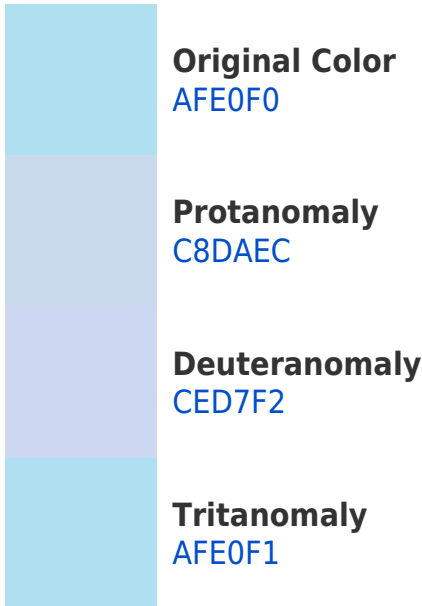 Original Color
AFE0F0
Protanomaly
C8DAEC
Deuteranomaly
CED7F2
Tritanomaly
AFE0F1